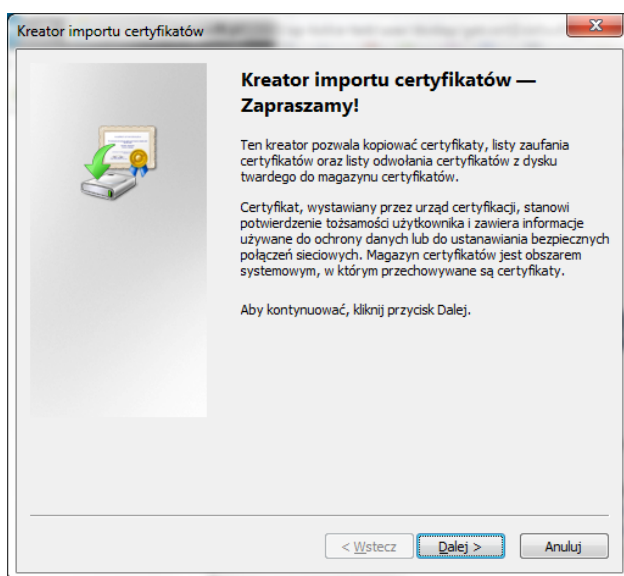 Kreator importu certyfikatów
Kreator importu certyfikatów —
Zapraszamy!
Ten kreator pozwala kopiować certyfikaty, listy zaufania
certyfikatów oraz listy odwołania certyfikatów z dysku
twardego do magazynu certyfikatów.
Certyfikat, wystawiany przez urząd certyfikacji, stanowi
potwierdzenie tożsamości użytkownika i zawiera informacje
używane do ochrony danych lub do ustanawiania bezpiecznych
połączeń sieciowych. Magazyn certyfikatów jest obszarem
systemowym, w którym przechowywane są certyfikaty.
Aby kontynuować, kliknij przycisk Dalej.
< Wstecz
Dalej >
Anuluj